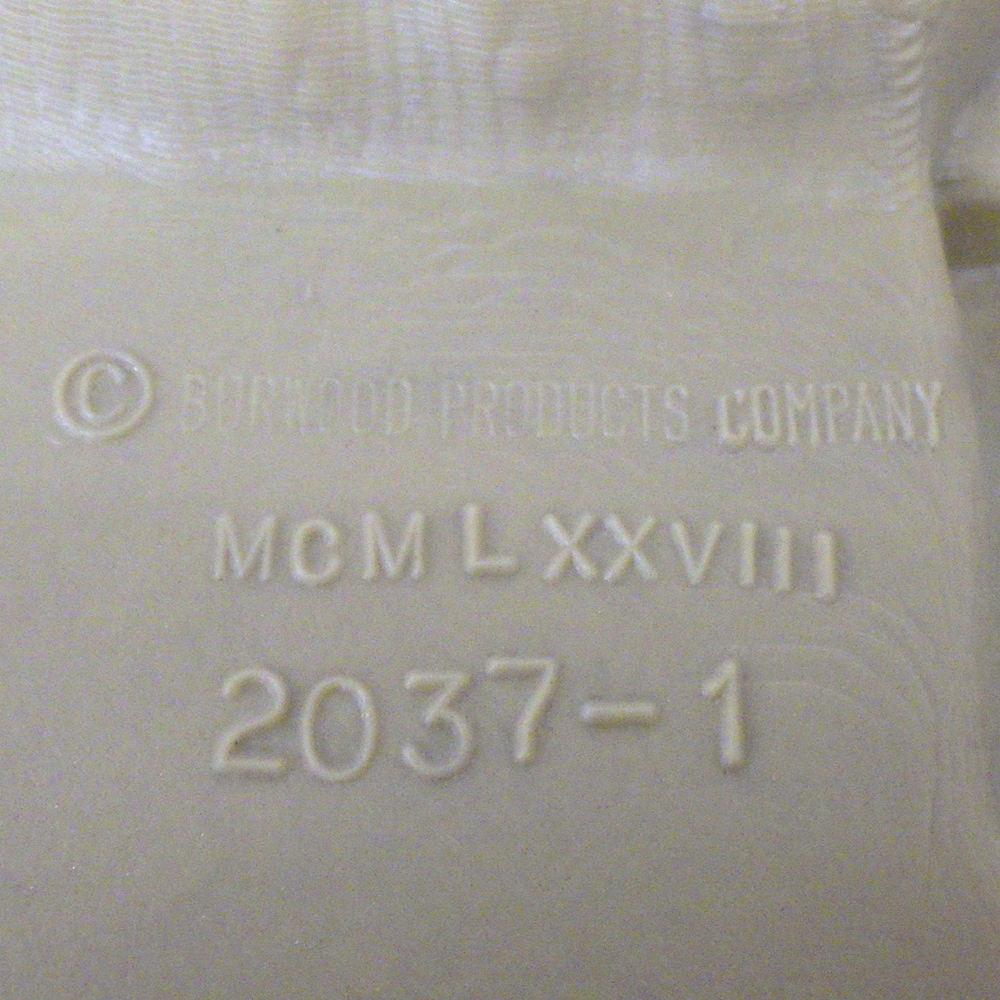 © BURWOOD PRODUCTS COMPANY
MCMLXXVIII
2037-1